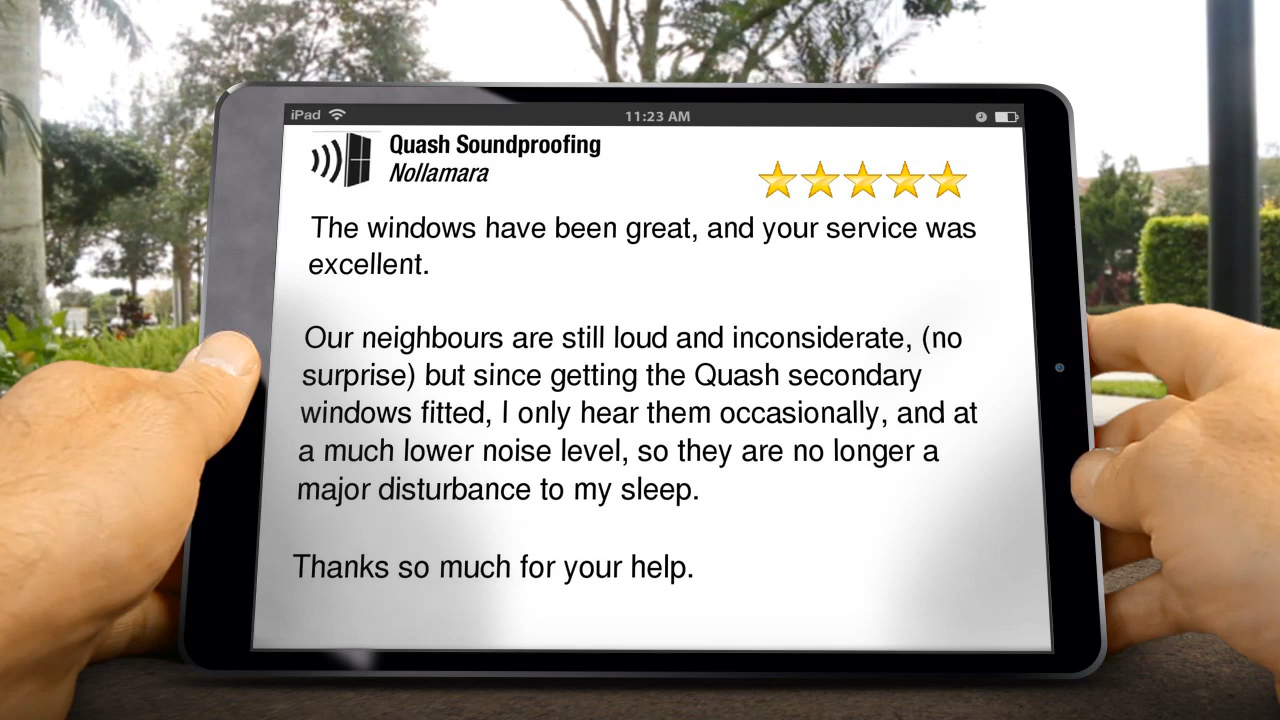 iPad
11:23 AM
Quash Soundproofing
Nollamara
The windows have been great, and your service was
excellent.
Our neighbours are still loud and inconsiderate, (no
surprise) but since getting the Quash secondary
windows fitted, I only hear them occasionally, and at
a much lower noise level, so they are no longer a
major disturbance to my sleep.
Thanks so much for your help.